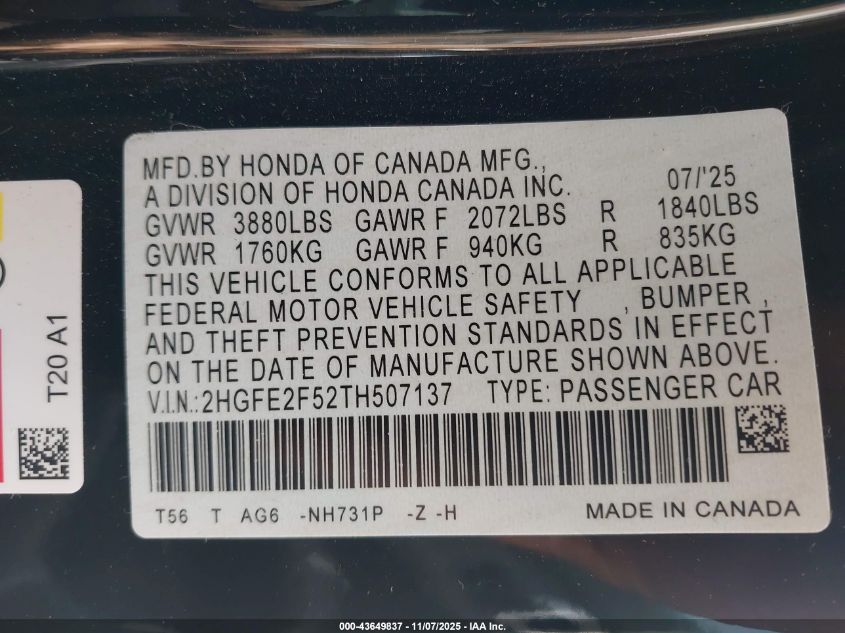 MFD.BY HONDA OF CANADA MFG.,
A DIVISION OF HONDA CANADA INC. 07/'25
GVWR 3880LBS GAWR F 2072LBS R 1840LBS
GVWR 1760KG GAWR F 940KG R 835KG
THIS VEHICLE CONFORMS TO ALL APPLICABLE
FEDERAL MOTOR VEHICLE SAFETY , BUMPER ,
AND THEFT PREVENTION STANDARDS IN EFFECT
ON THE DATE OF MANUFACTURE SHOWN ABOVE.
V.I.N.:2HGFE2F52TH507137 TYPE: PASSENGER CAR
T56 T AG6 -NH731P -Z -H MADE IN CANADA
T20 A1
000-43649837 - 11/07/2025 - IAA Inc.